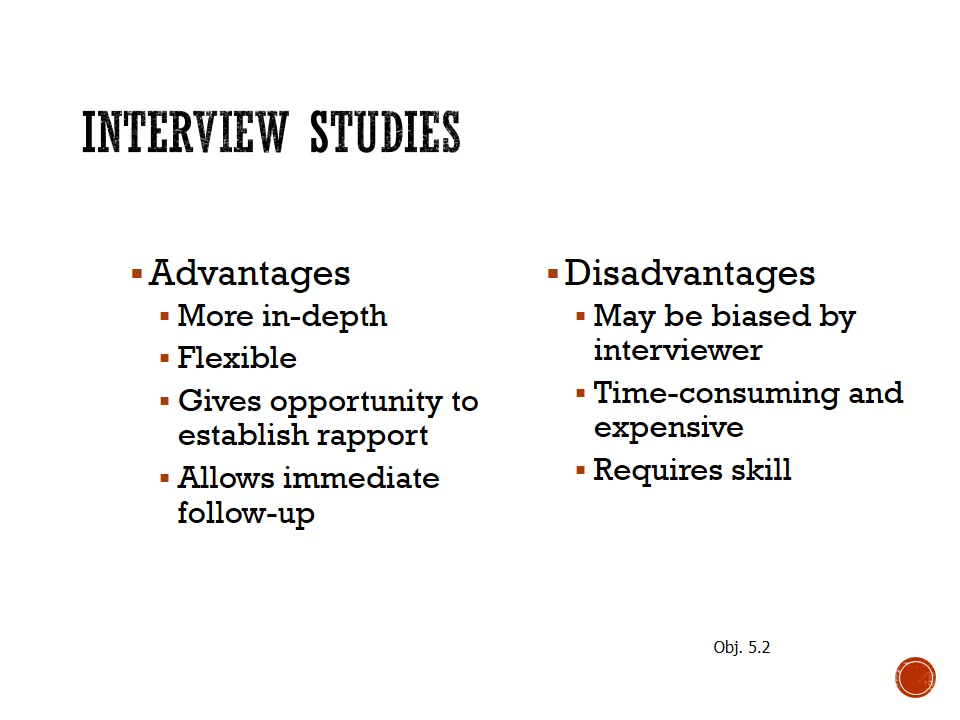 INTERVIEW STUDIES
▪ Advantages
▪ More in-depth
▪ Flexible
▪ Gives opportunity to
establish rapport
▪ Allows immediate
follow-up
▪ Disadvantages
▪ May be biased by
interviewer
▪ Time-consuming and
expensive
▪ Requires skill
Obj. 5.2